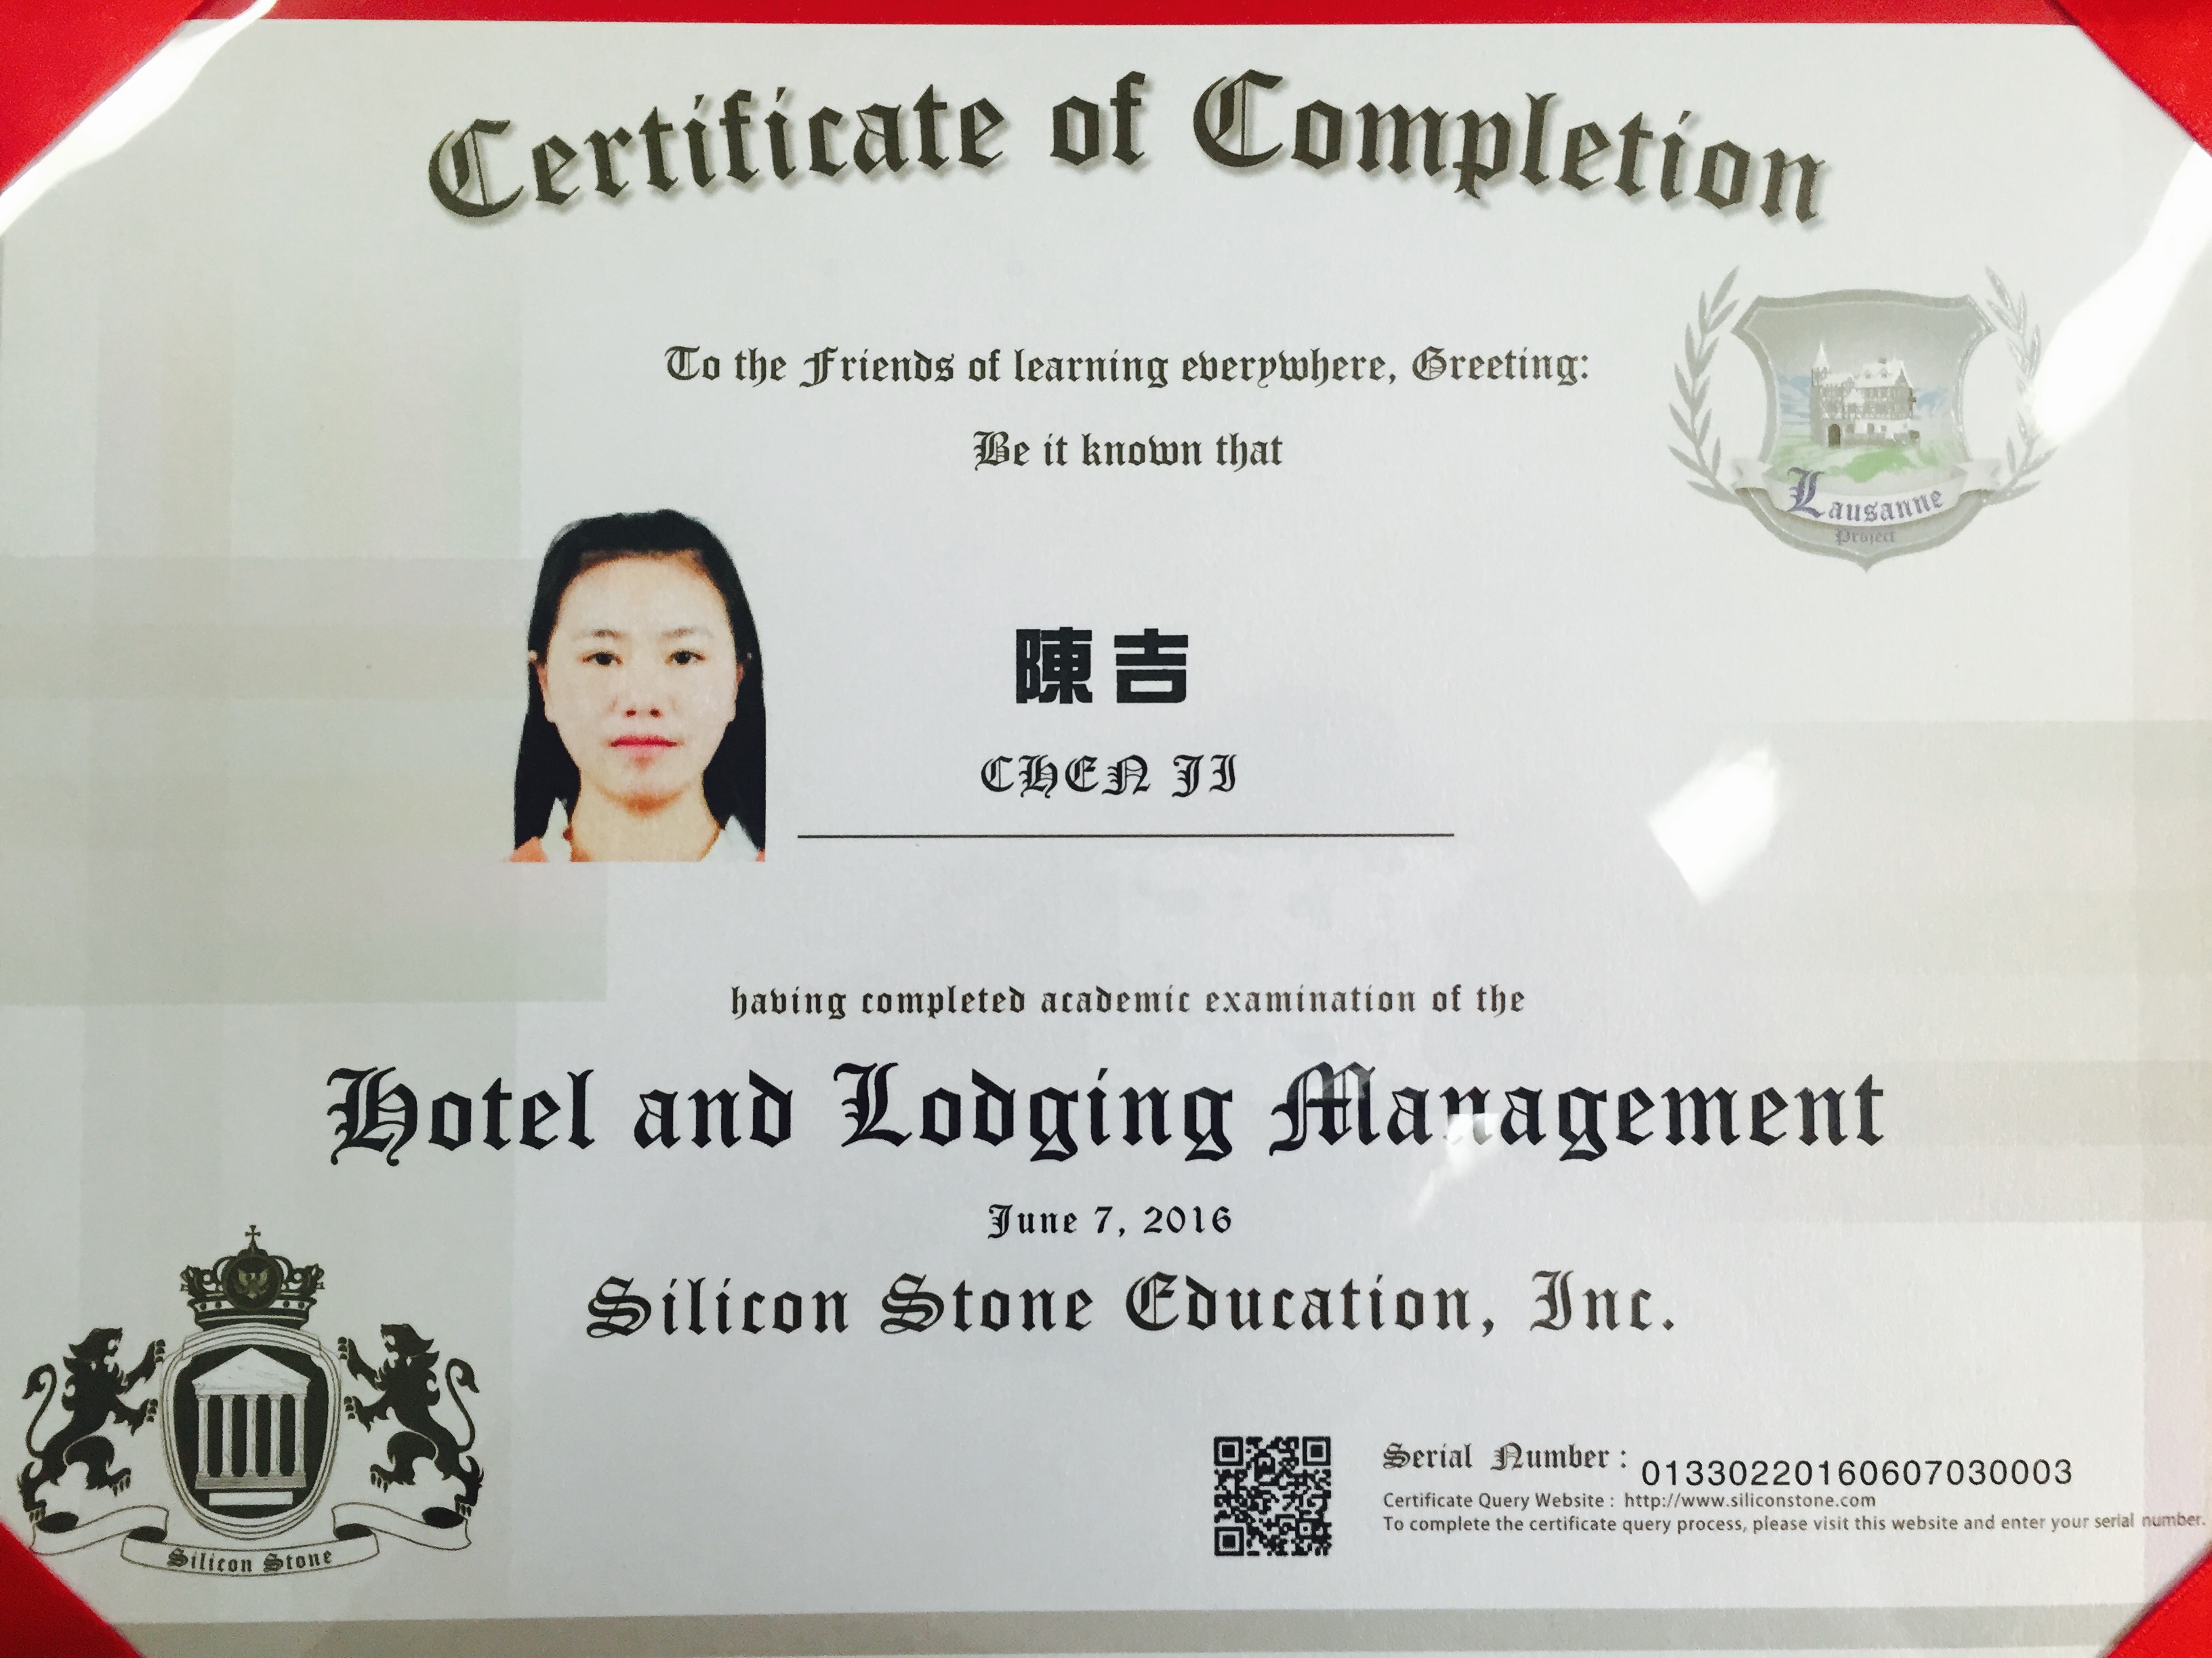 Certificate of Completion
To the Friends of learning everywhere, Greeting:
Be it known that
Lausanne
Project
陳吉
CHEN JI
having completed academic examination of the
Hotel and Lodging Management
June 7, 2016
Silicon Stone Education, Inc.
Silicon Stone
Serial Number : 01330220160607030003
Certificate Query Website : http://www.siliconstone.com
To complete the certificate query process, please visit this website and enter your serial number.